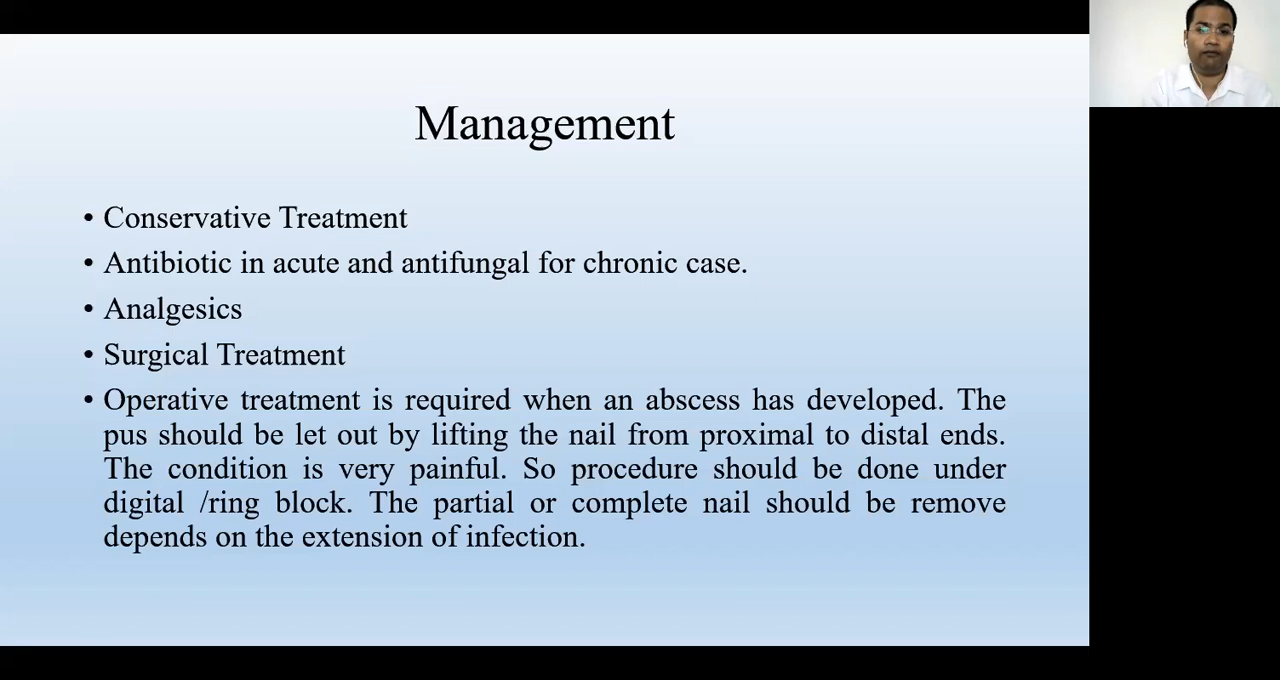 Management
• Conservative Treatment
• Antibiotic in acute and antifungal for chronic case.
• Analgesics
• Surgical Treatment
• Operative treatment is required when an abscess has developed. The
pus should be let out by lifting the nail from proximal to distal ends.
The condition is very painful. So procedure should be done under
digital /ring block. The partial or complete nail should be remove
depends on the extension of infection.